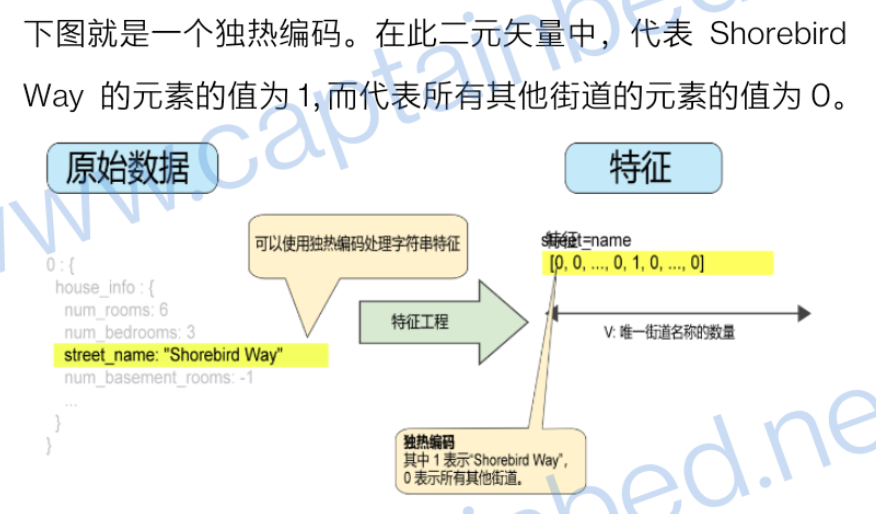 下图就是一个独热编码。在此二元矢量中，代表 Shorebird
Way 的元素的值为 1,而代表所有其他街道的元素的值为 0。
原始数据
特征
可以使用独热编码处理字符串特征
0 : {
house_info : {
num_rooms: 6
num_bedrooms: 3
street_name: "Shorebird Way"
num_basement_rooms: -1
...
}
}
特征工程
street_name 特征 =
[0, 0, ..., 0, 1, 0, ..., 0]
V: 唯一街道名称的数量
独热编码
其中 1 表示“Shorebird Way”，
0 表示所有其他街道。
www.captainbed.ne